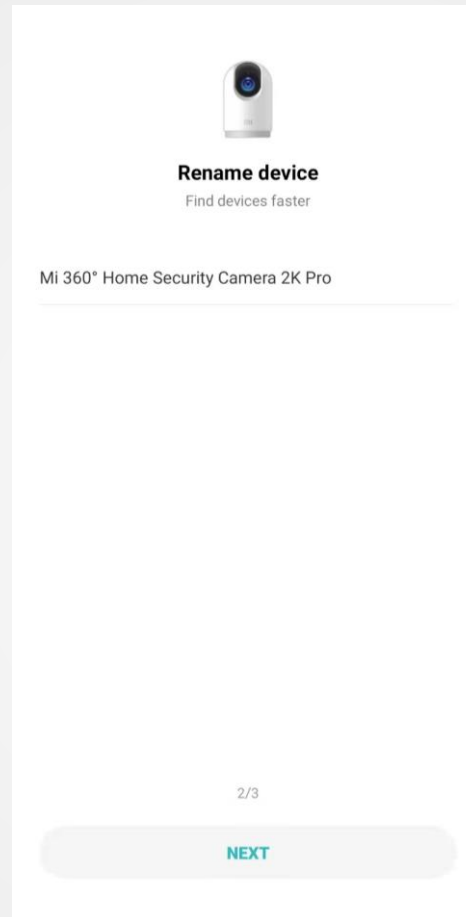 Rename device
Find devices faster
Mi 360° Home Security Camera 2K Pro
2/3
NEXT